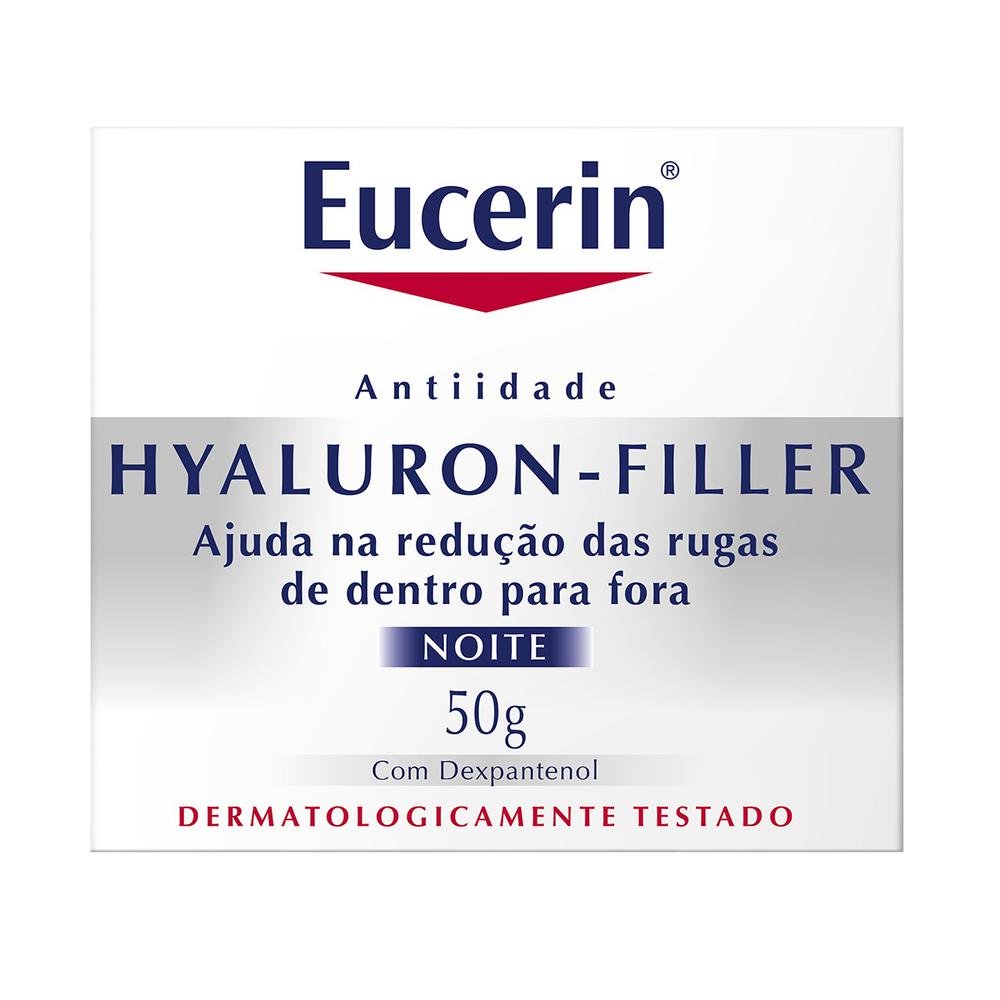 Eucerin®
Antiidade
HYALURON-FILLER
Ajuda na redução das rugas
de dentro para fora
NOITE
50g
Com Dexpantenol
DERMATOLOGICAMENTE TESTADO